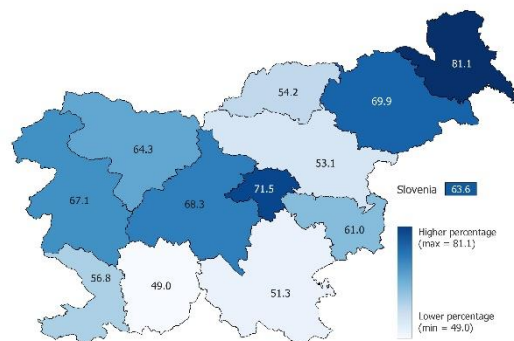 81.1
54.2
69.9
64.3
53.1
Slovenia 63.6
71.5
67.1
68.3
61.0
Higher percentage
(max = 81.1)
56.8
49.0
51.3
Lower percentage
(min = 49.0)